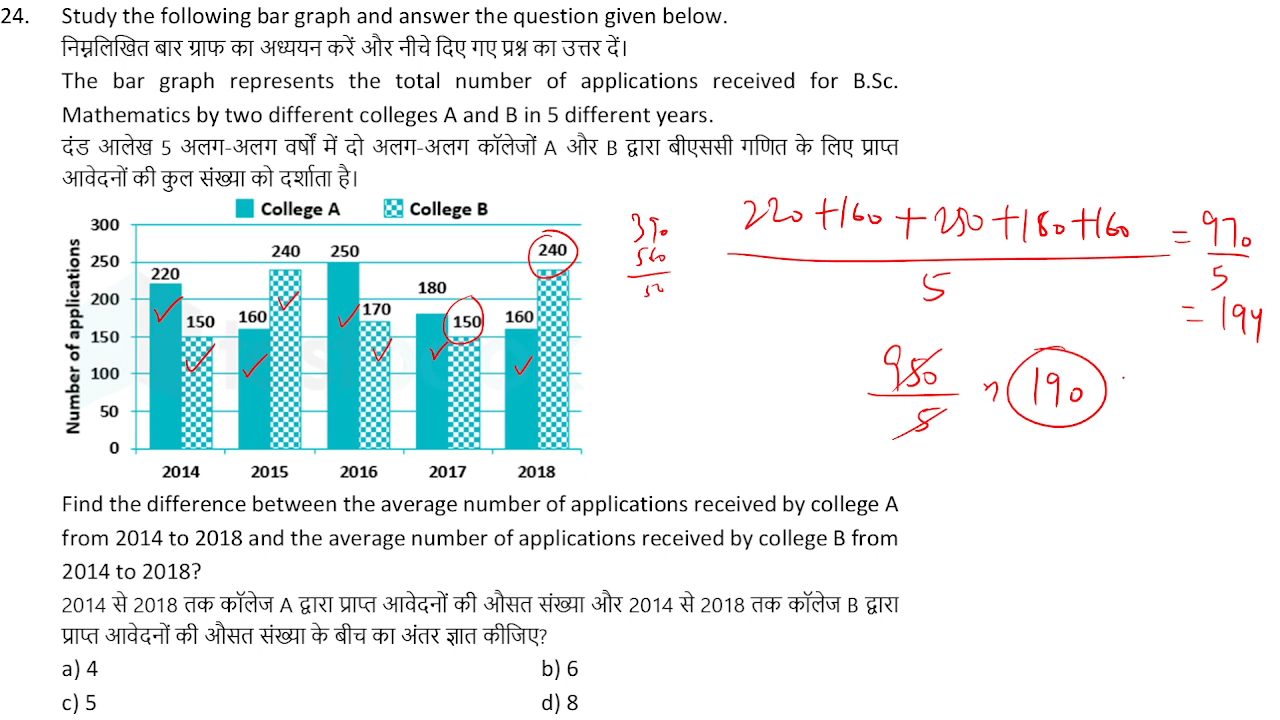 24. Study the following bar graph and answer the question given below.
निम्नलिखित बार ग्राफ का अध्ययन करें और नीचे दिए गए प्रश्न का उत्तर दें।
The bar graph represents the total number of applications received for B.Sc.
Mathematics by two different colleges A and B in 5 different years.
दंड आलेख 5 अलग-अलग वर्षों में दो अलग-अलग कॉलेजों A और B द्वारा बीएससी गणित के लिए प्राप्त
आवेदनों की कुल संख्या को दर्शाता है।
College A College B
Number of applications
300
250
200
150
100
50
0
220 150 160 240 250 170 180 150 160 240
2014 2015 2016 2017 2018
390
560
220+160+250+180+160 = 970
5 5
= 194
950
5
190
Find the difference between the average number of applications received by college A
from 2014 to 2018 and the average number of applications received by college B from
2014 to 2018?
2014 से 2018 तक कॉलेज A द्वारा प्राप्त आवेदनों की औसत संख्या और 2014 से 2018 तक कॉलेज B द्वारा
प्राप्त आवेदनों की औसत संख्या के बीच का अंतर ज्ञात कीजिए?
a) 4 b) 6
c) 5 d) 8